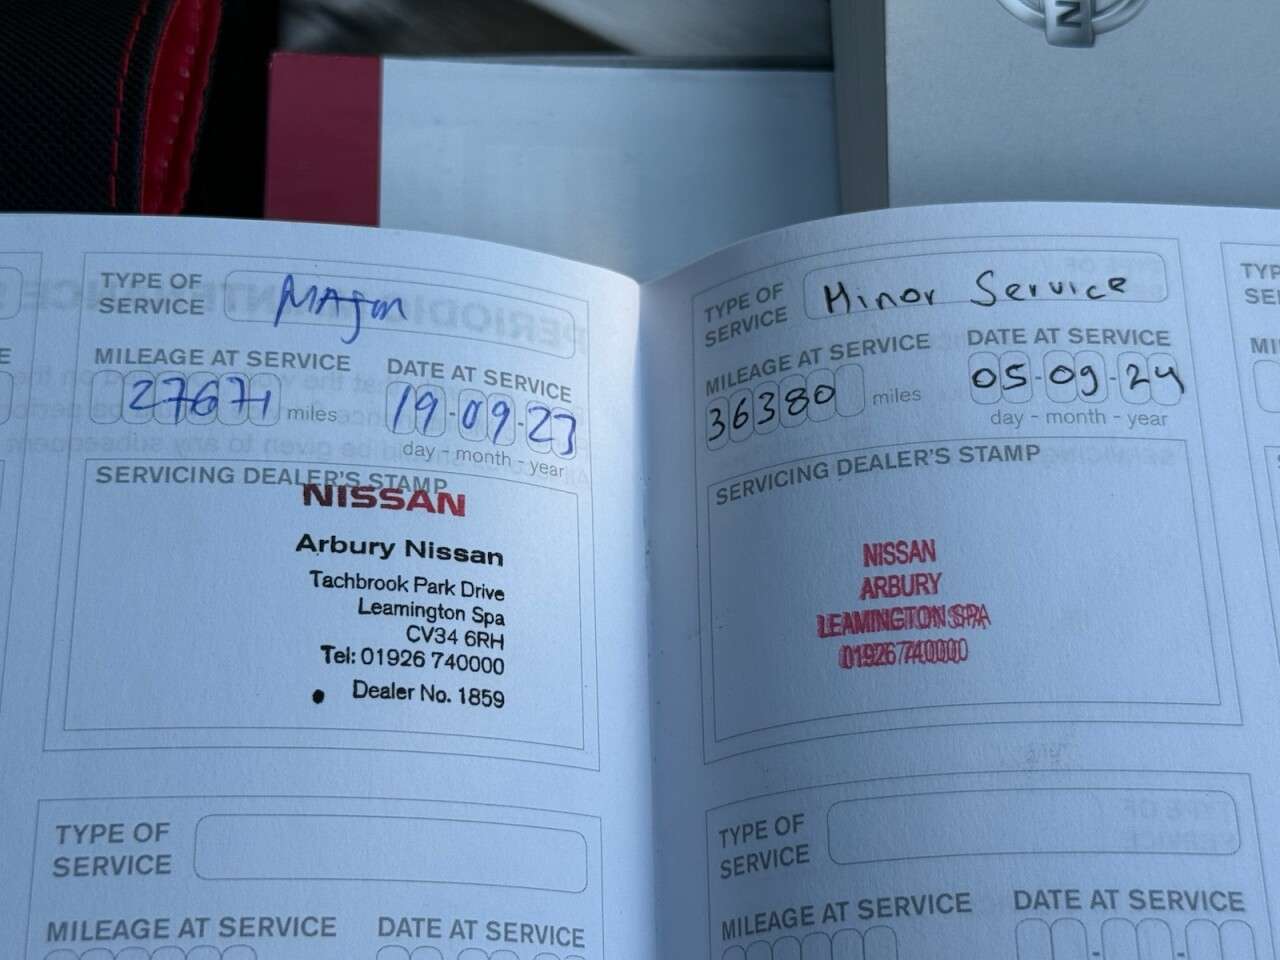 N
TYPE OF
SERVICE
Major
MILEAGE AT SERVICE
27671 miles
DATE AT SERVICE
19-09-23
day - month - year
SERVICING DEALER'S STAMP
NISSAN
Arbury Nissan
Tachbrook Park Drive
Leamington Spa
CV34 6RH
Tel: 01926 740000
Dealer No. 1859
TYPE OF
SERVICE
MILEAGE AT SERVICE
DATE AT SERVICE
TYPE OF
SERVICE
Minor Service
MILEAGE AT SERVICE
36380 miles
DATE AT SERVICE
05-09-24
day - month - year
SERVICING DEALER'S STAMP
NISSAN
ARBURY
LEAMINGTON SPA
01926740000
TYPE OF
SERVICE
MILEAGE AT SERVICE
DATE AT SERVICE
TYP
SE
MI